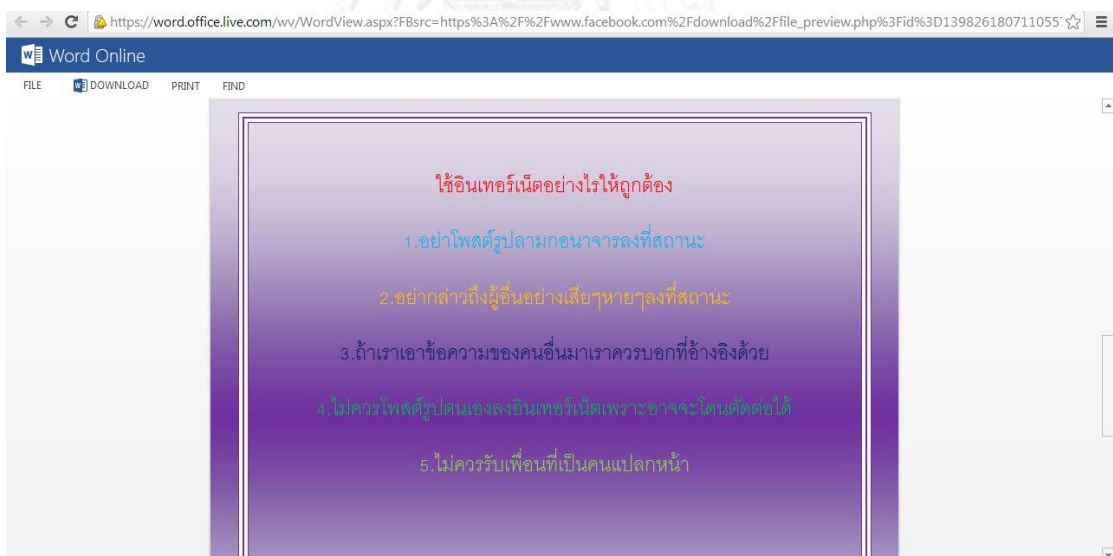 https://word.office.live.com/wv/WordView.aspx?FBsrc=https%3A%2F%2Fwww.facebook.com%2Fdownload%2Ffile_preview.php%3Fid%3D139826180711055
Word Online
FILE DOWNLOAD PRINT FIND
ใช้อินเทอร์เน็ตอย่างไรให้ถูกต้อง
1.อย่าโพสต์รูปลามกอนาจารลงที่สถานะ
2.อย่ากล่าวถึงผู้อื่นอย่างเสียๆหายๆลงที่สถานะ
3.ถ้าเราเอาข้อความของคนอื่นมาเราควรบอกที่อ้างอิงด้วย
4.ไม่ควรโพสต์รูปตนเองลงอินเทอร์เน็ตเพราะอาจจะโดนตัดต่อได้
5.ไม่ควรรับเพื่อนที่เป็นคนแปลกหน้า